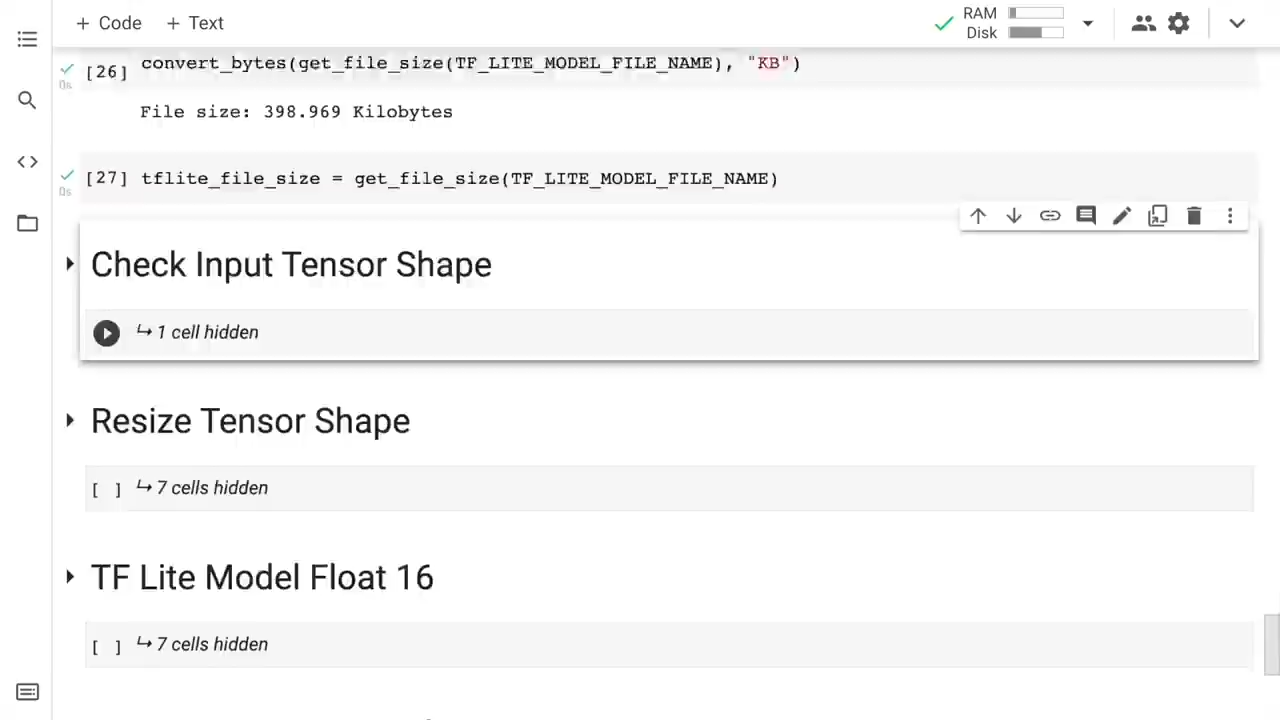 + Code + Text
RAM
Disk
[26] convert_bytes(get_file_size(TF_LITE_MODEL_FILE_NAME), "KB")
0s
File size: 398.969 Kilobytes
[27] tflite_file_size = get_file_size(TF_LITE_MODEL_FILE_NAME)
0s
Check Input Tensor Shape
1 cell hidden
Resize Tensor Shape
[ ] 7 cells hidden
TF Lite Model Float 16
[ ] 7 cells hidden